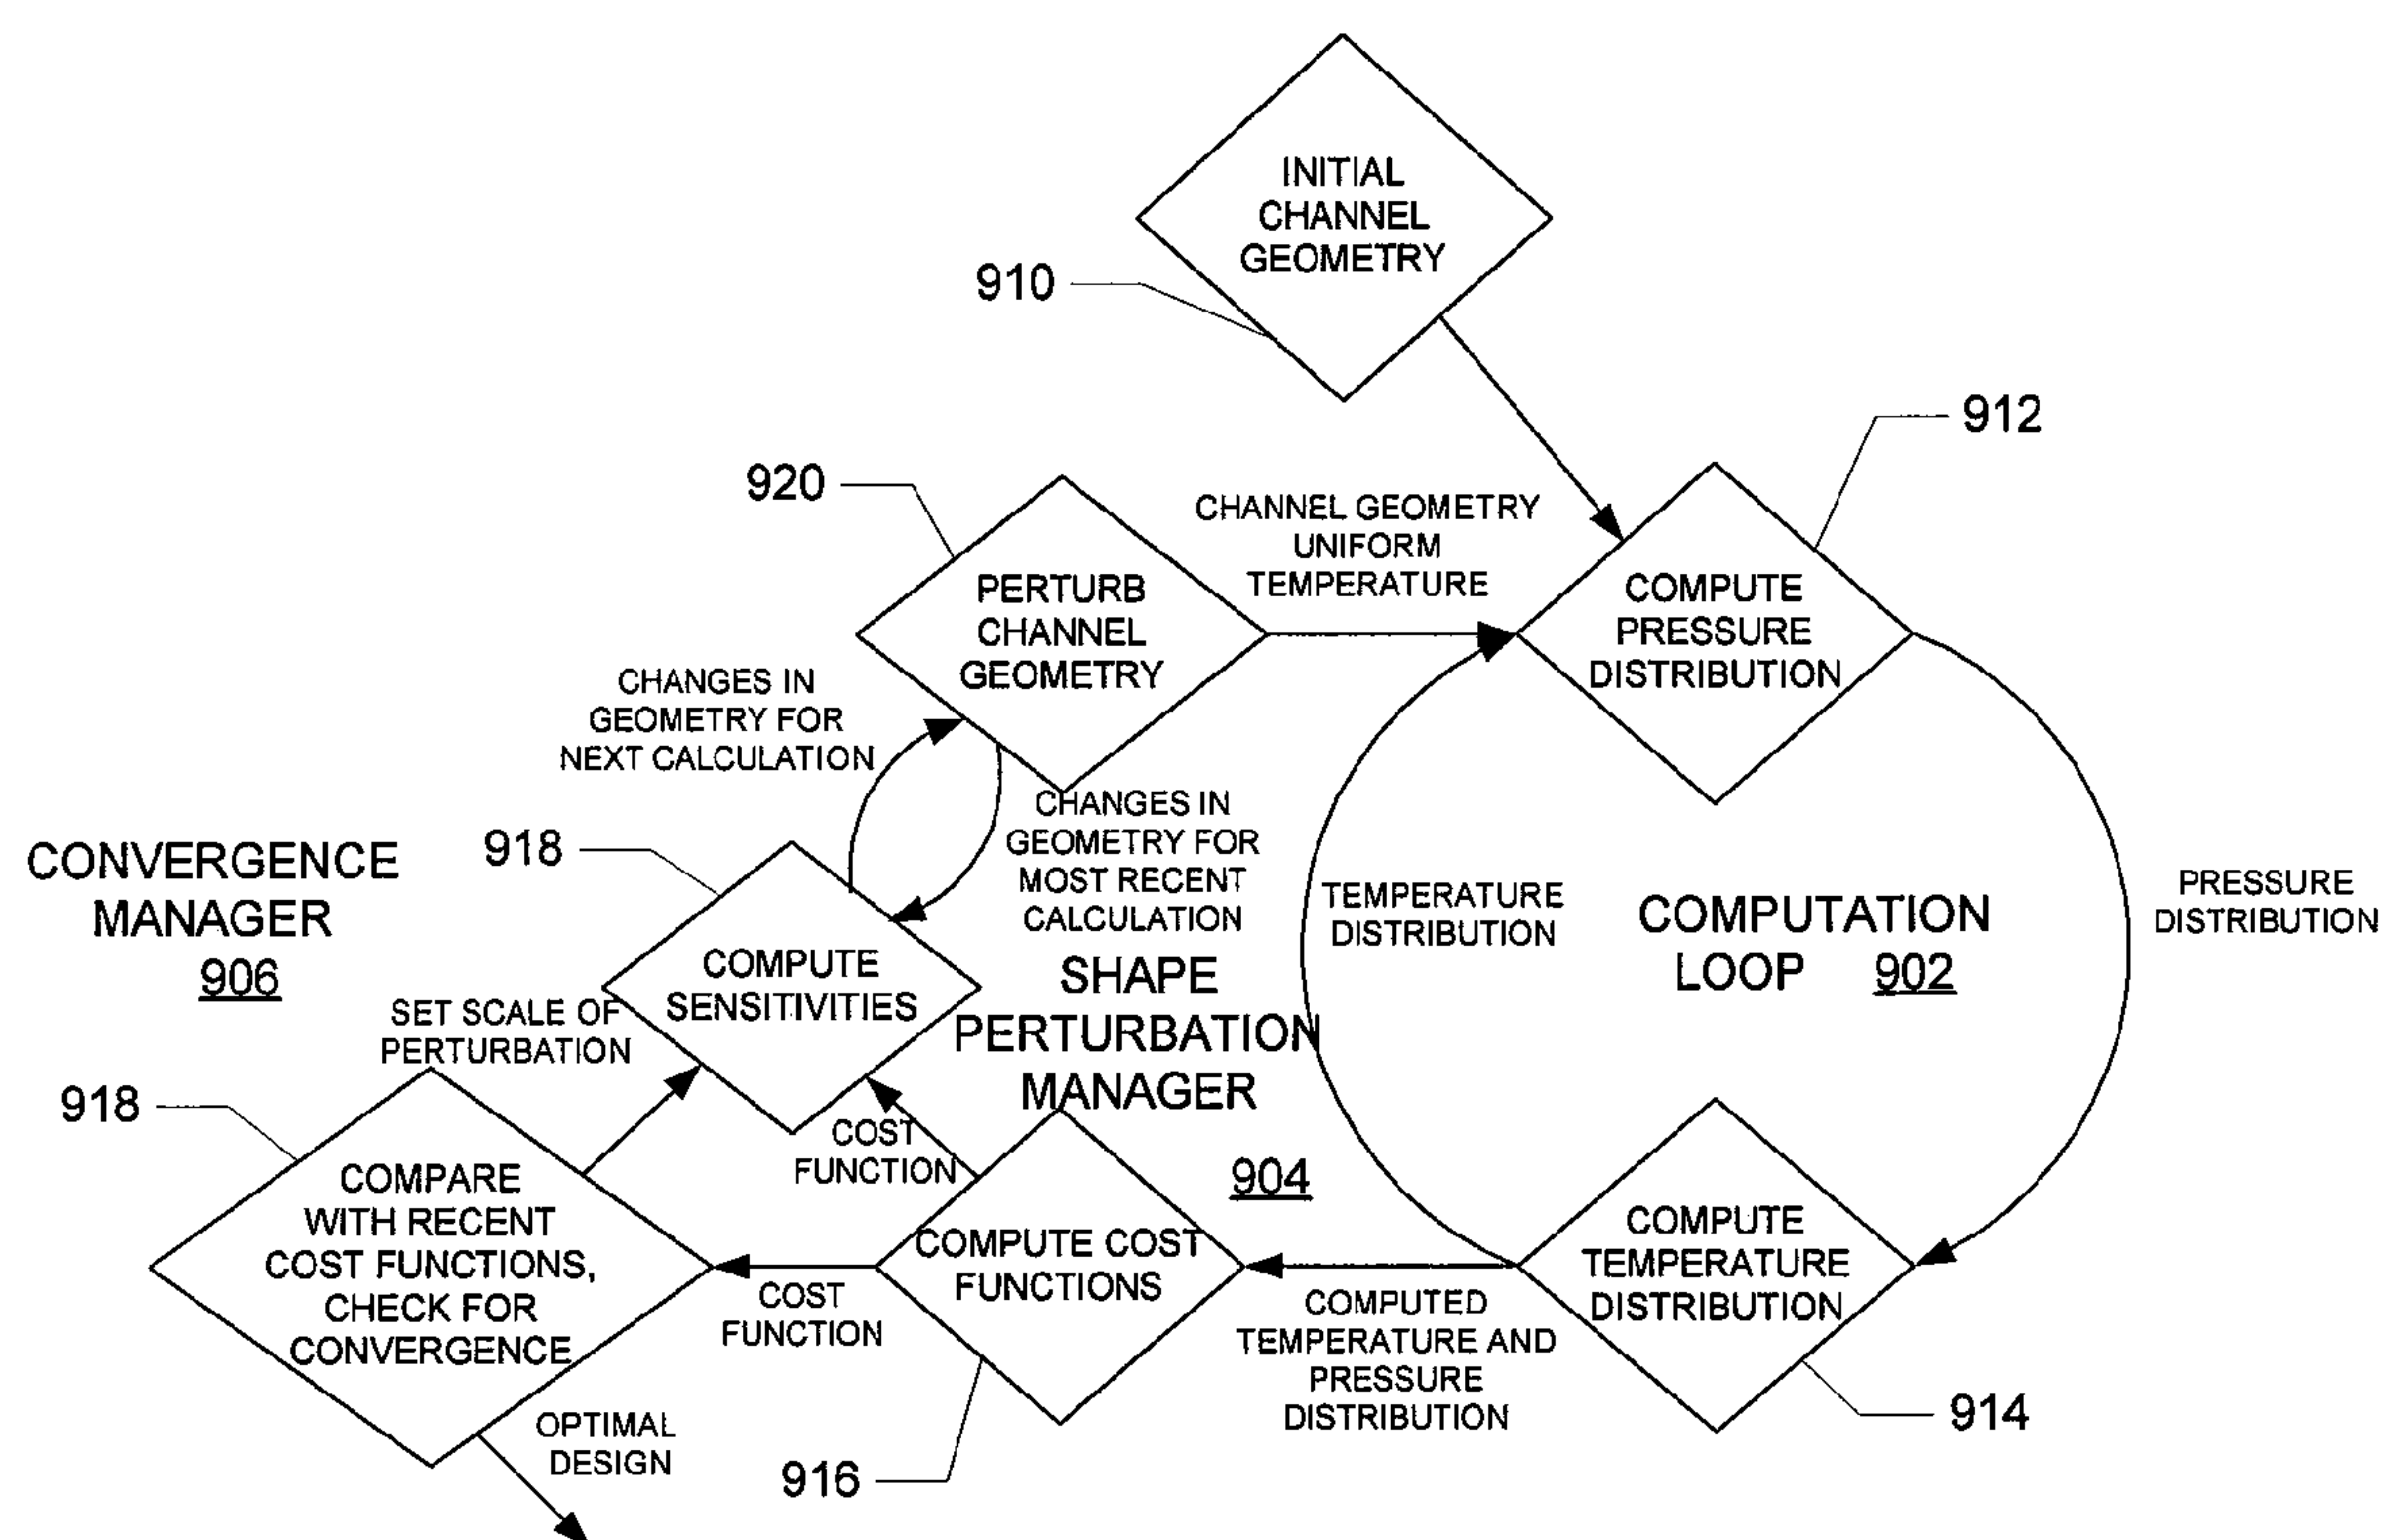 INITIAL
CHANNEL
GEOMETRY
910
912
920
CHANNEL GEOMETRY
UNIFORM
TEMPERATURE
PERTURB
CHANNEL
GEOMETRY
COMPUTE
PRESSURE
DISTRIBUTION
CHANGES IN
GEOMETRY FOR
NEXT CALCULATION
CHANGES IN
GEOMETRY FOR
MOST RECENT
CALCULATION
918
CONVERGENCE
MANAGER
906
TEMPERATURE
DISTRIBUTION
COMPUTATION
LOOP 902
PRESSURE
DISTRIBUTION
COMPUTE
SENSITIVITIES
SHAPE
PERTURBATION
MANAGER
904
SET SCALE OF
PERTURBATION
918
COST
FUNCTION
COMPARE
WITH RECENT
COST FUNCTIONS,
CHECK FOR
CONVERGENCE
COMPUTE COST
FUNCTIONS
COMPUTE
TEMPERATURE
DISTRIBUTION
COST
FUNCTION
COMPUTED
TEMPERATURE AND
PRESSURE
DISTRIBUTION
OPTIMAL
DESIGN
916
914